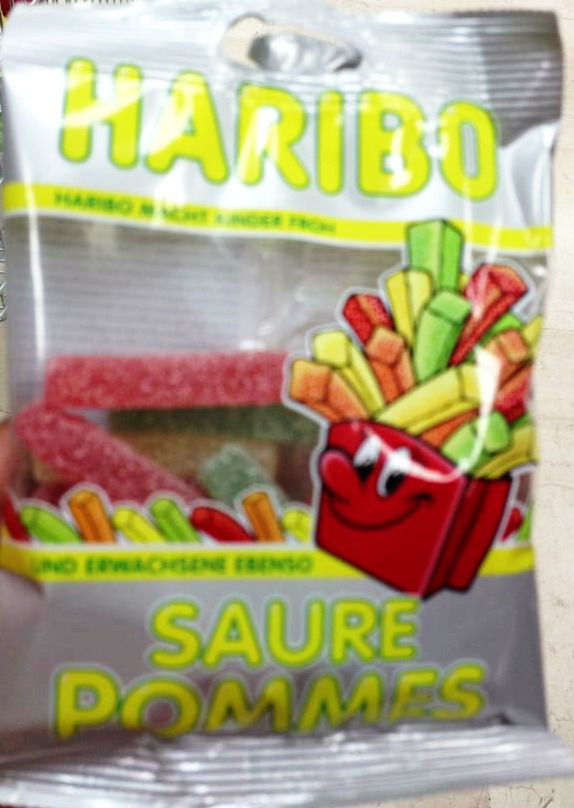 HARIBO
HARIBO MACHT KINDER FROH
UND ERWACHSENE EBENSO
SAURE
POMMES